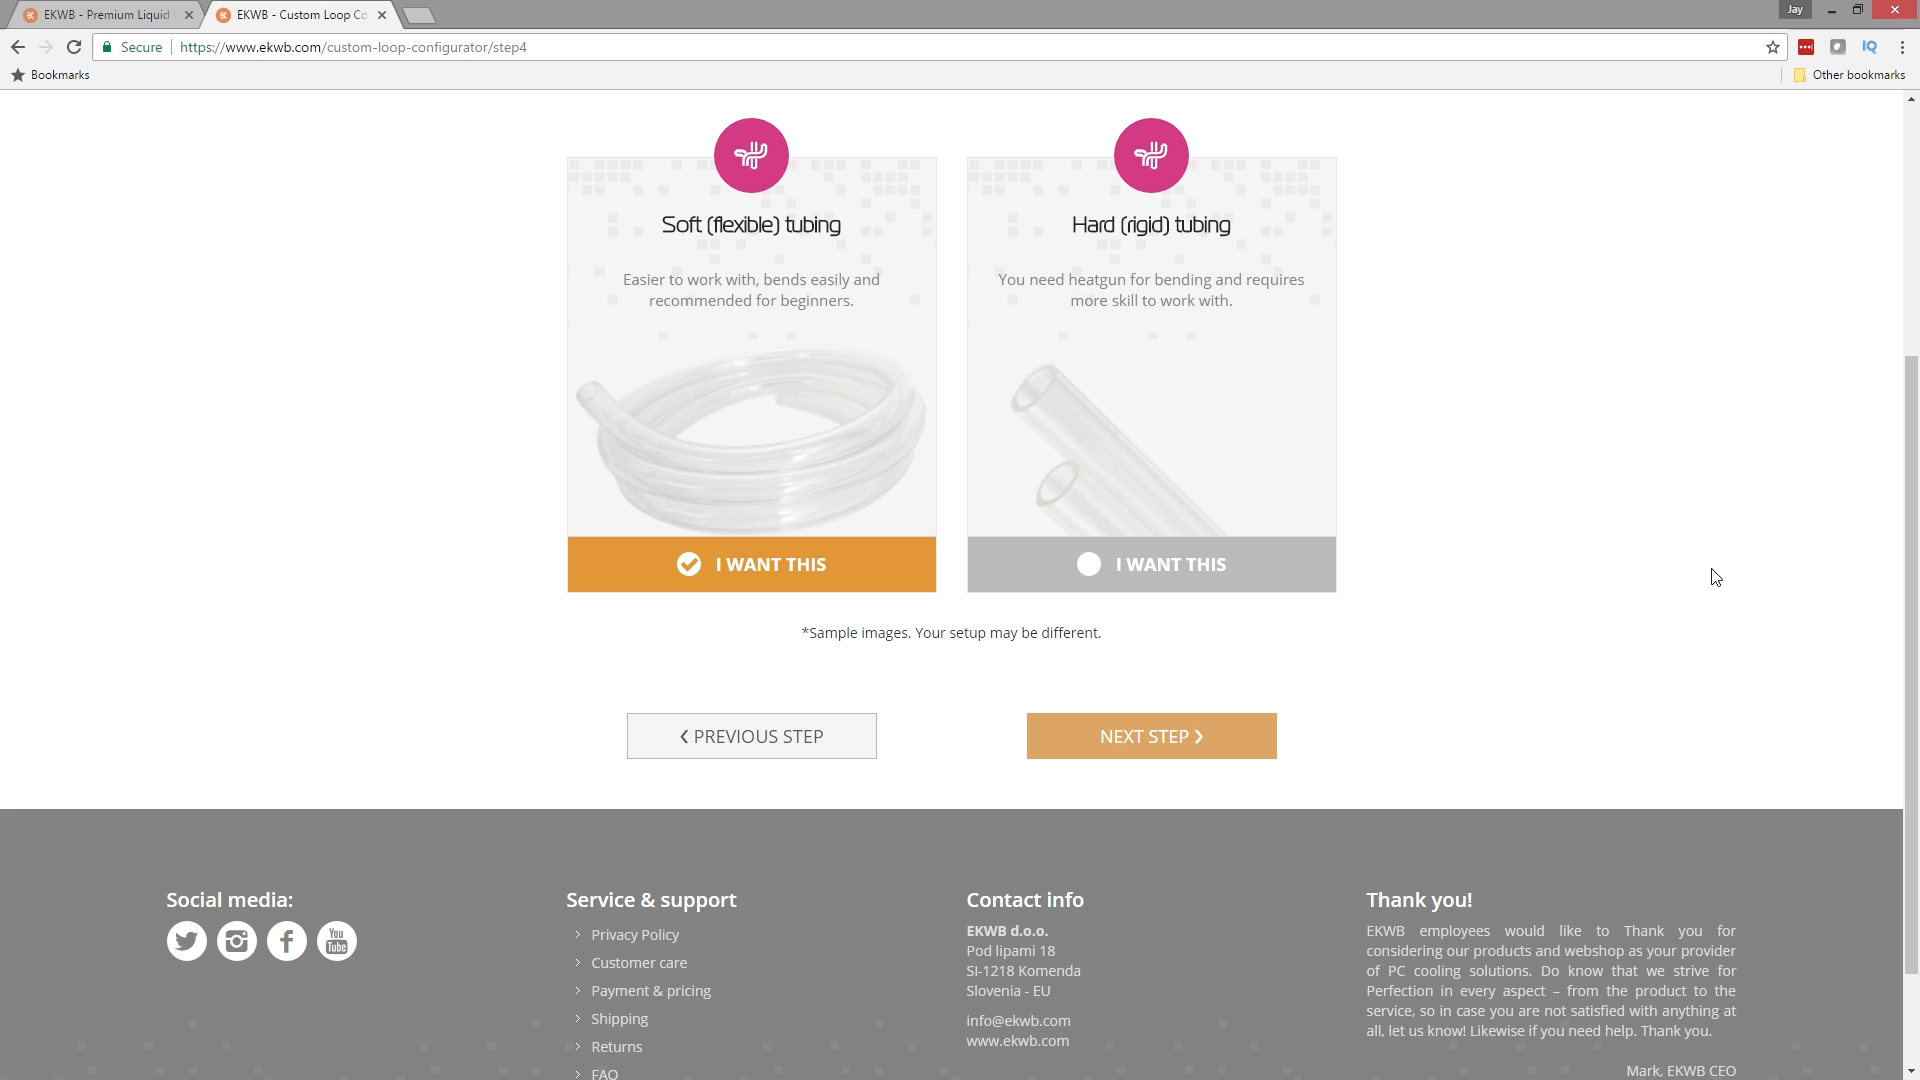 EKWB - Premium Liquid
EKWB - Custom Loop Co
Jay
Secure
https://www.ekwb.com/custom-loop-configurator/step4
IQ
Bookmarks
Other bookmarks
Soft (flexible) tubing
Easier to work with, bends easily and
recommended for beginners.
I WANT THIS
Hard (rigid) tubing
You need heatgun for bending and requires
more skill to work with.
I WANT THIS
*Sample images. Your setup may be different.
PREVIOUS STEP
NEXT STEP
Social media:
You
Tube
Service & support
Privacy Policy
Customer care
Payment & pricing
Shipping
Returns
FAQ
Contact info
EKWB d.o.o.
Pod lipami 18
SI-1218 Komenda
Slovenia - EU
info@ekwb.com
www.ekwb.com
Thank you!
EKWB employees would like to Thank you for
considering our products and webshop as your provider
of PC cooling solutions. Do know that we strive for
Perfection in every aspect – from the product to the
service, so in case you are not satisfied with anything at
all, let us know! Likewise if you need help. Thank you.
Mark, EKWB CEO